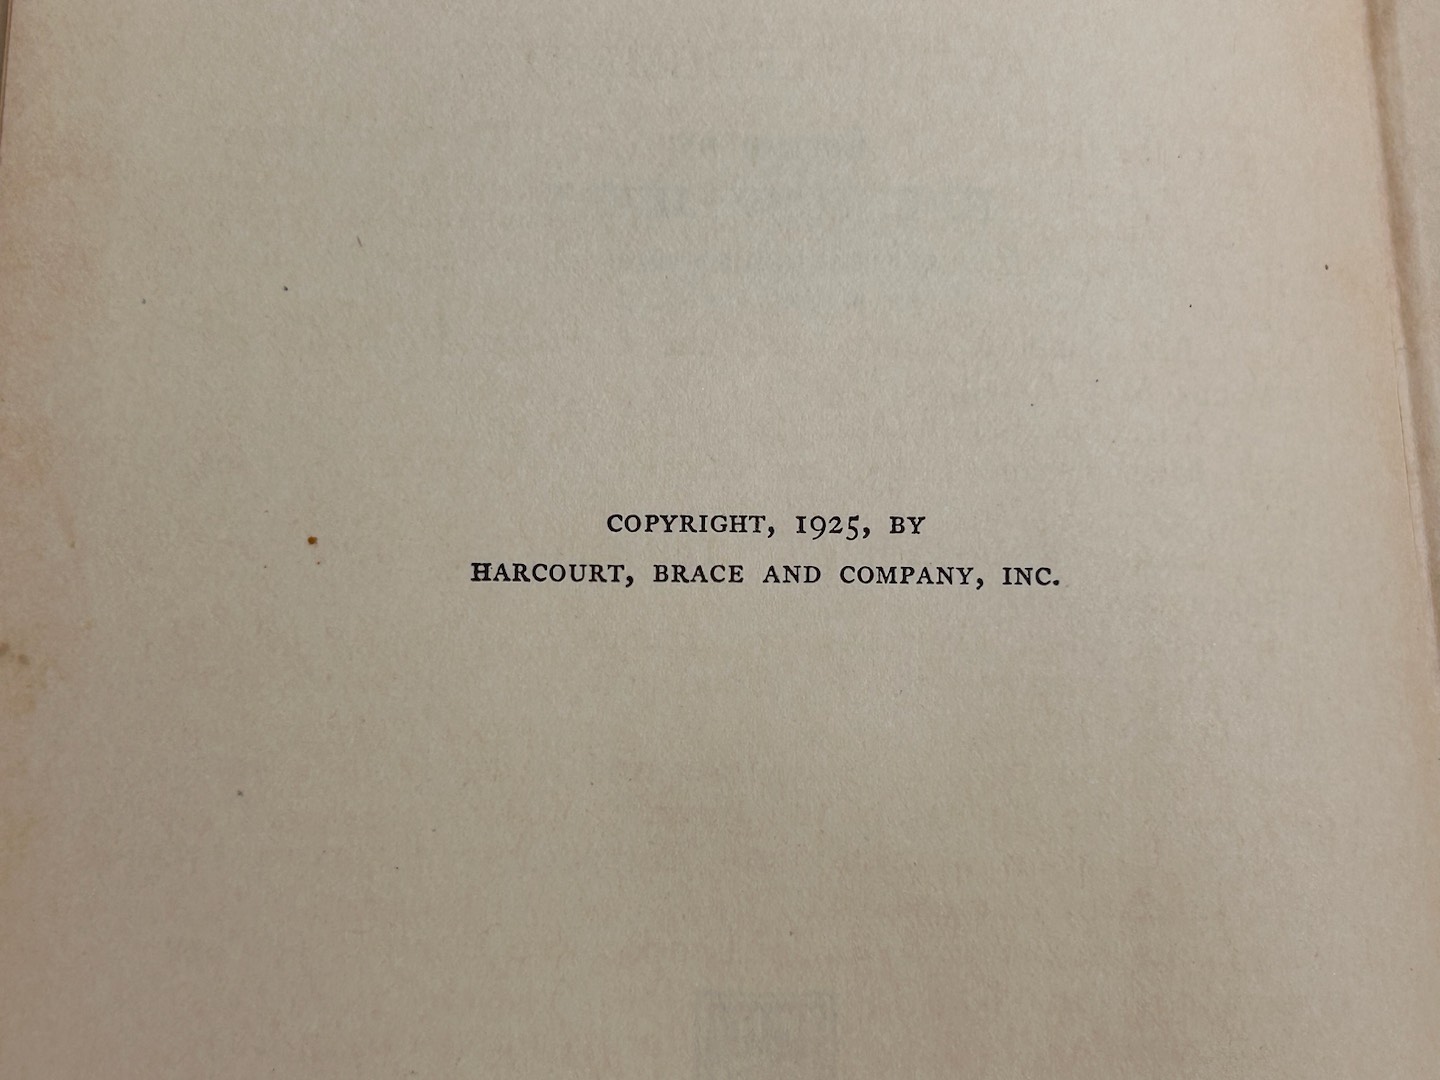 COPYRIGHT, 1925, BY
HARCOURT, BRACE AND COMPANY, INC.